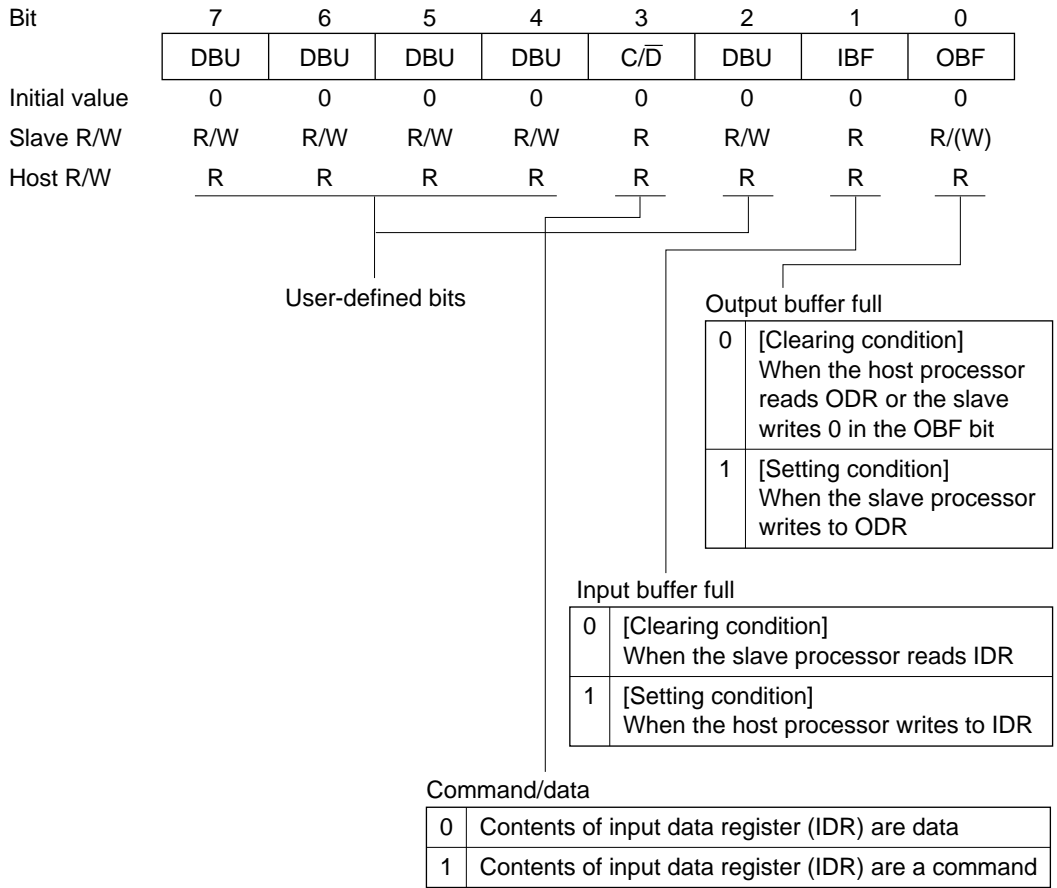 Bit 7 6 5 4 3 2 1 0
DBU DBU DBU DBU C/D̅ DBU IBF OBF
Initial value 0 0 0 0 0 0 0 0
Slave R/W R/W R/W R/W R/W R R/W R R/(W)
Host R/W R R R R R R R R
User-defined bits
Output buffer full
0 [Clearing condition]
When the host processor
reads ODR or the slave
writes 0 in the OBF bit
1 [Setting condition]
When the slave processor
writes to ODR
Input buffer full
0 [Clearing condition]
When the slave processor reads IDR
1 [Setting condition]
When the host processor writes to IDR
Command/data
0 Contents of input data register (IDR) are data
1 Contents of input data register (IDR) are a command